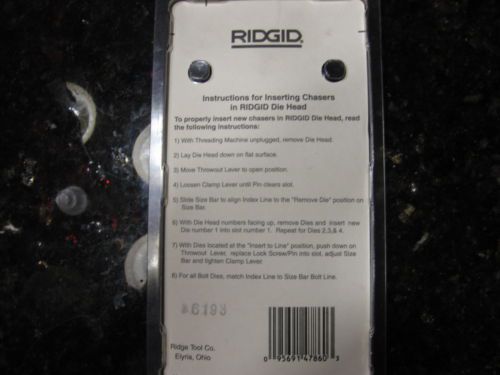 RIDGID
Instructions for Inserting Chasers
in RIDGID Die Head
To properly insert new chasers in RIDGID Die Head, read
the following instructions:
1) With Threading Machine unplugged, remove Die Head.
2) Lay Die Head down on flat surface.
3) Move Throwout Lever to open position.
4) Loosen Clamp Lever until Pin clears slot.
5) Slide Size Bar to align Index Line to the "Remove Die" position on
Size Bar.
6) With Die Head numbers facing up, remove Dies and insert new
Die number 1 into slot number 1. Repeat for Dies 2,3,& 4.
7) With Dies located at the "Insert to Line" position, push down on
Throwout Lever, replace Lock Screw/Pin into slot, adjust Size
Bar and tighten Clamp Lever.
8) For all Bolt Dies, match Index Line to Size Bar Bolt Line.
6193
Ridge Tool Co.
Elyria, Ohio
0 95691 47860 3